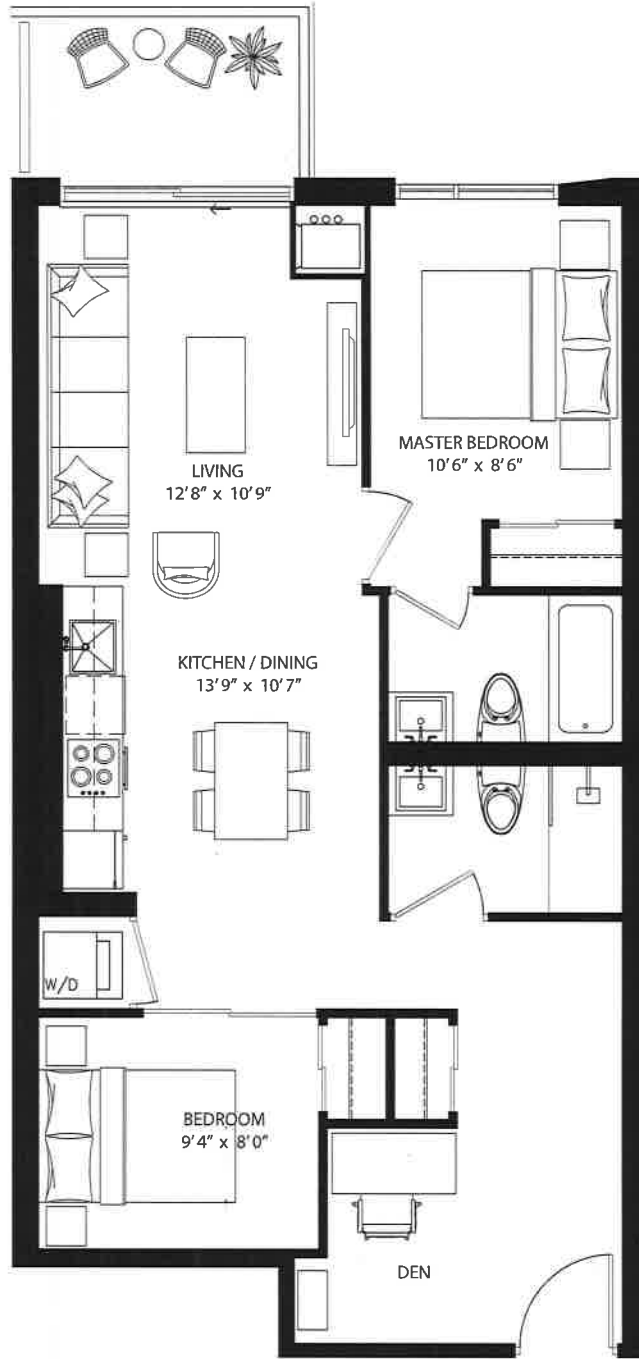 MASTER BEDROOM
10'6" x 8'6"
LIVING
12'8" x 10'9"
KITCHEN / DINING
13'9" x 10'7"
W/D
BEDROOM
9'4" x 8'0"
DEN